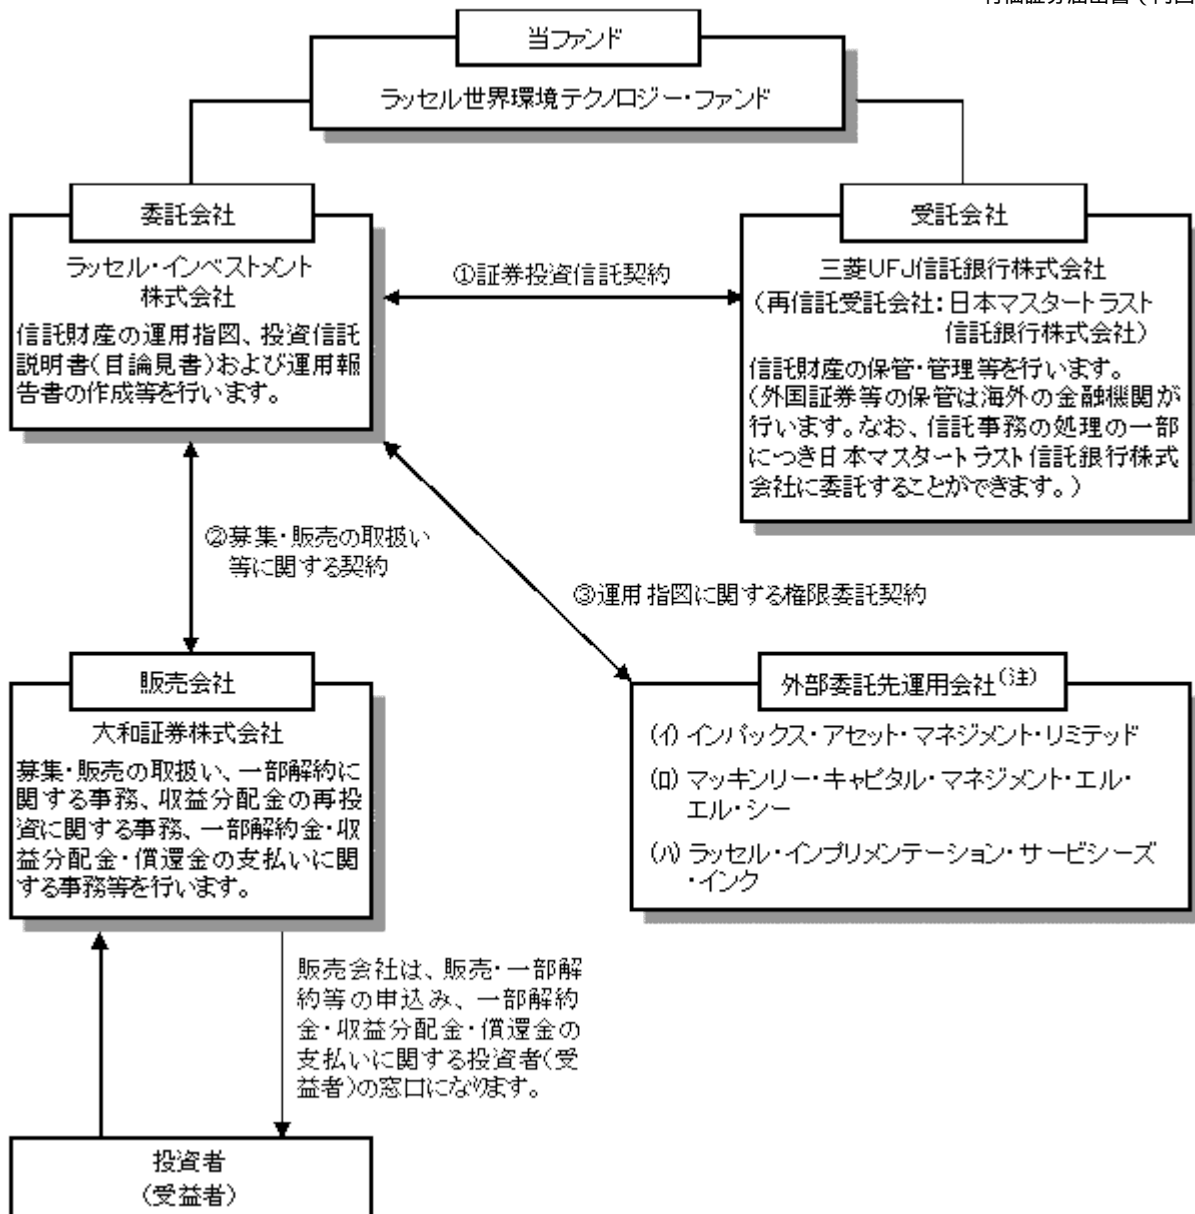 当ファンド
ラッセル世界環境テクノロジー・ファンド
委託会社
ラッセル・インベストメント
株式会社
信託財産の運用指図、投資信託
説明書(目論見書)および運用報
告書の作成等を行います。
①証券投資信託契約
受託会社
三菱UFJ信託銀行株式会社
(再信託受託会社:日本マスタートラスト
信託銀行株式会社)
信託財産の保管・管理等を行います。
(外国証券等の保管は海外の金融機関が
行います。なお、信託事務の処理の一部
につき日本マスタートラスト信託銀行株式
会社に委託することができます。)
②募集・販売の取扱い
等に関する契約
③運用指図に関する権限委託契約
販売会社
大和証券株式会社
募集・販売の取扱い、一部解約に
関する事務、収益分配金の再投
資に関する事務、一部解約金・収
益分配金・償還金の支払いに関
する事務等を行います。
外部委託先運用会社(注)
(イ) インパックス・アセット・マネジメント・リミテッド
(ロ) マッキンリー・キャピタル・マネジメント・エル・
エル・シー
(ハ) ラッセル・インプリメンテーション・サービシーズ
・インク
販売会社は、販売・一部解
約等の申込み、一部解約
金・収益分配金・償還金の
支払いに関する投資者(受
益者)の窓口になります。
投資者
(受益者)